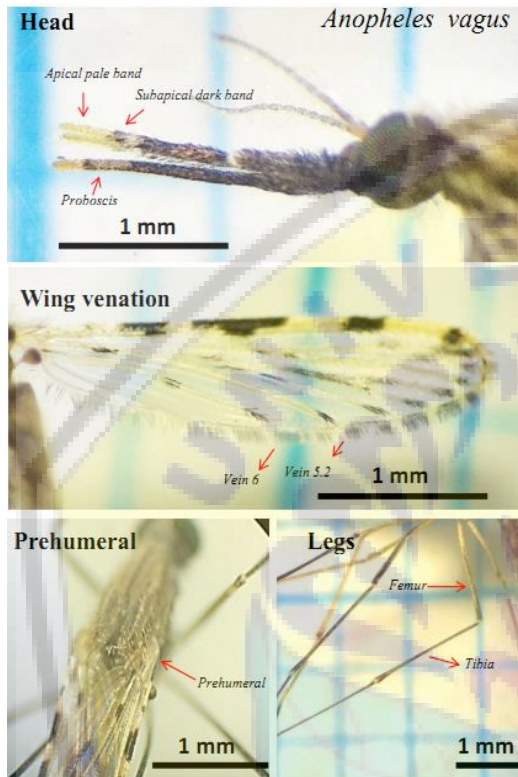 Head
Anopheles vagus
Apical pale band
Subapical dark band
Proboscis
1 mm
Wing venation
Vein 6
Vein 5.2
1 mm
Prehumeral
Prehumeral
1 mm
Legs
Femur
Tibia
1 mm